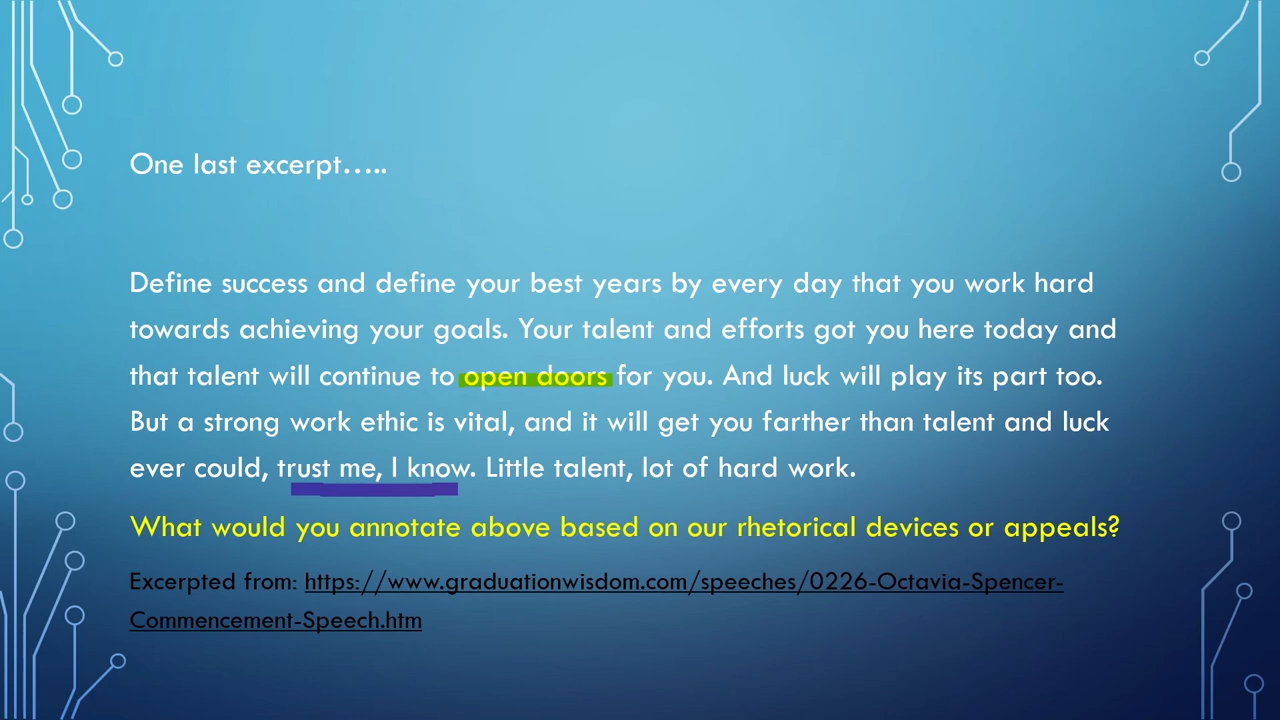 One last excerpt…..
Define success and define your best years by every day that you work hard
towards achieving your goals. Your talent and efforts got you here today and
that talent will continue to open doors for you. And luck will play its part too.
But a strong work ethic is vital, and it will get you farther than talent and luck
ever could, trust me, I know. Little talent, lot of hard work.
What would you annotate above based on our rhetorical devices or appeals?
Excerpted from: https://www.graduationwisdom.com/speeches/0226-Octavia-Spencer-
Commencement-Speech.htm